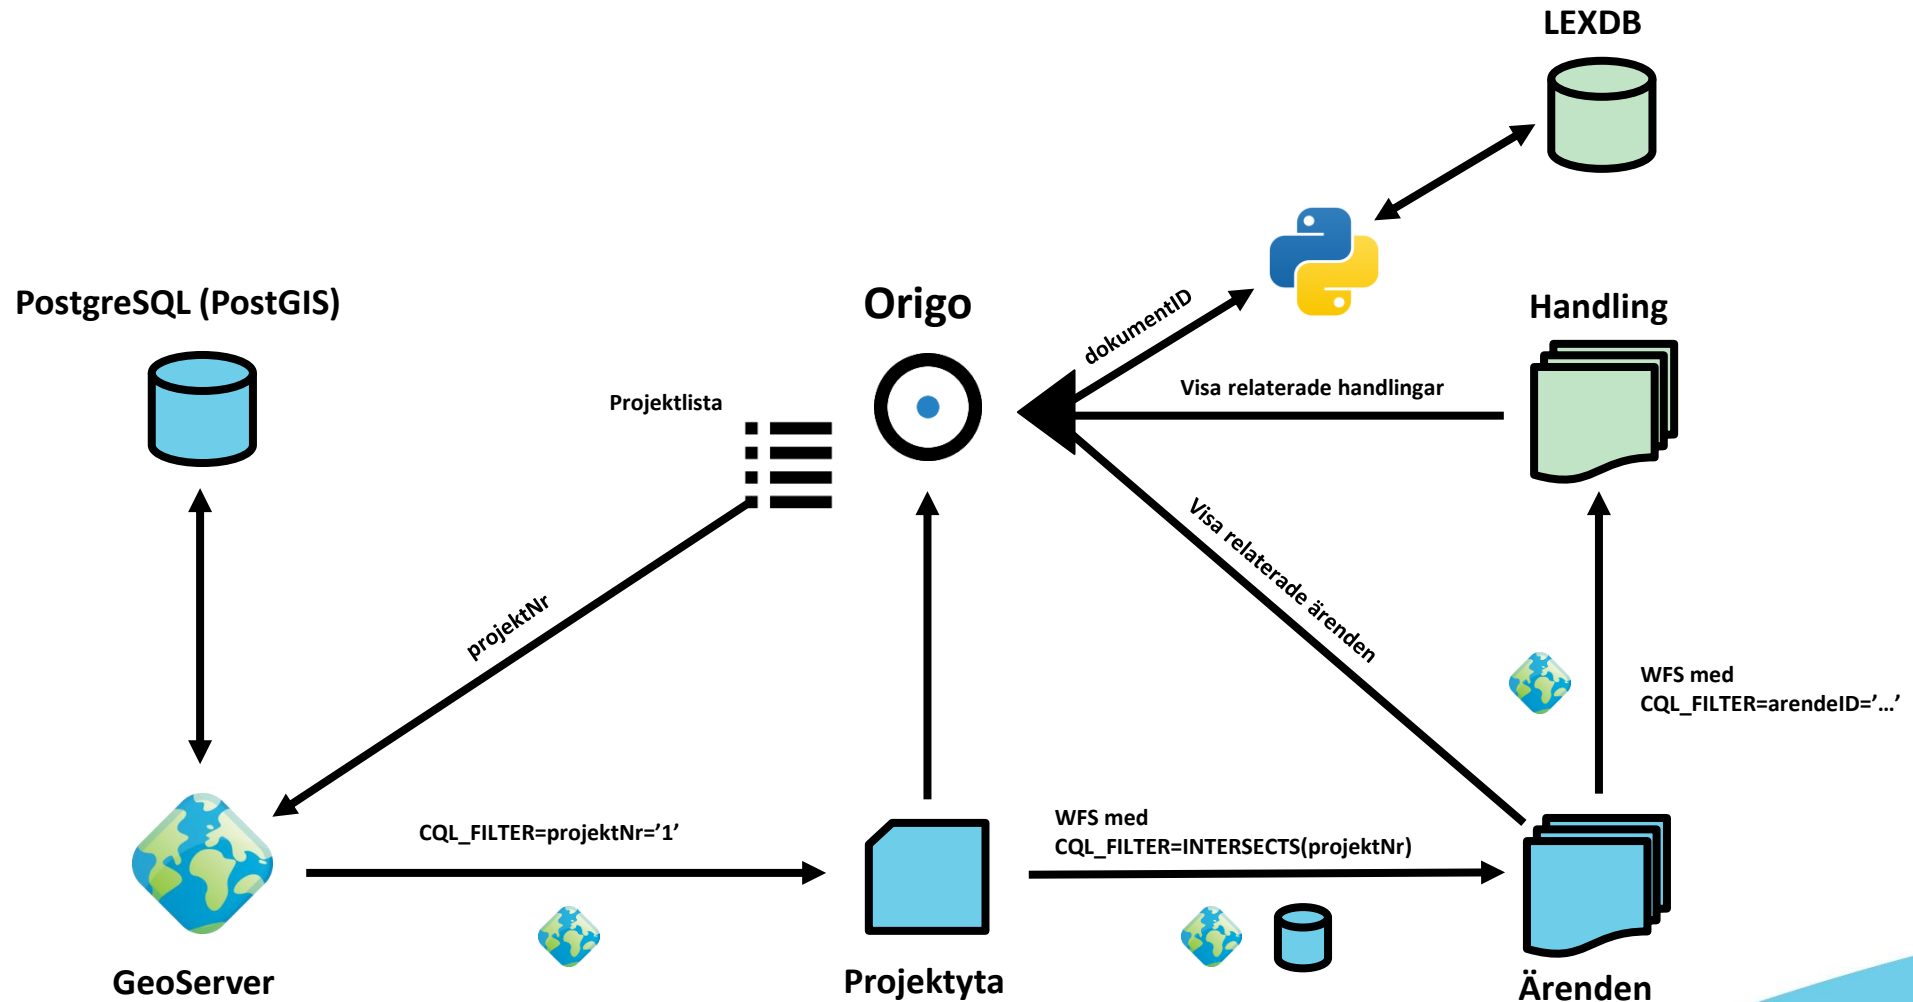 LEXDB
PostgreSQL (PostGIS)
Origo
Handling
dokumentID
Projektlista
Visa relaterade handlingar
projektNr
Visa relaterade ärenden
WFS med
CQL_FILTER=arendeID=’…’
CQL_FILTER=projektNr=’1’
WFS med
CQL_FILTER=INTERSECTS(projektNr)
GeoServer
Projektyta
Ärenden